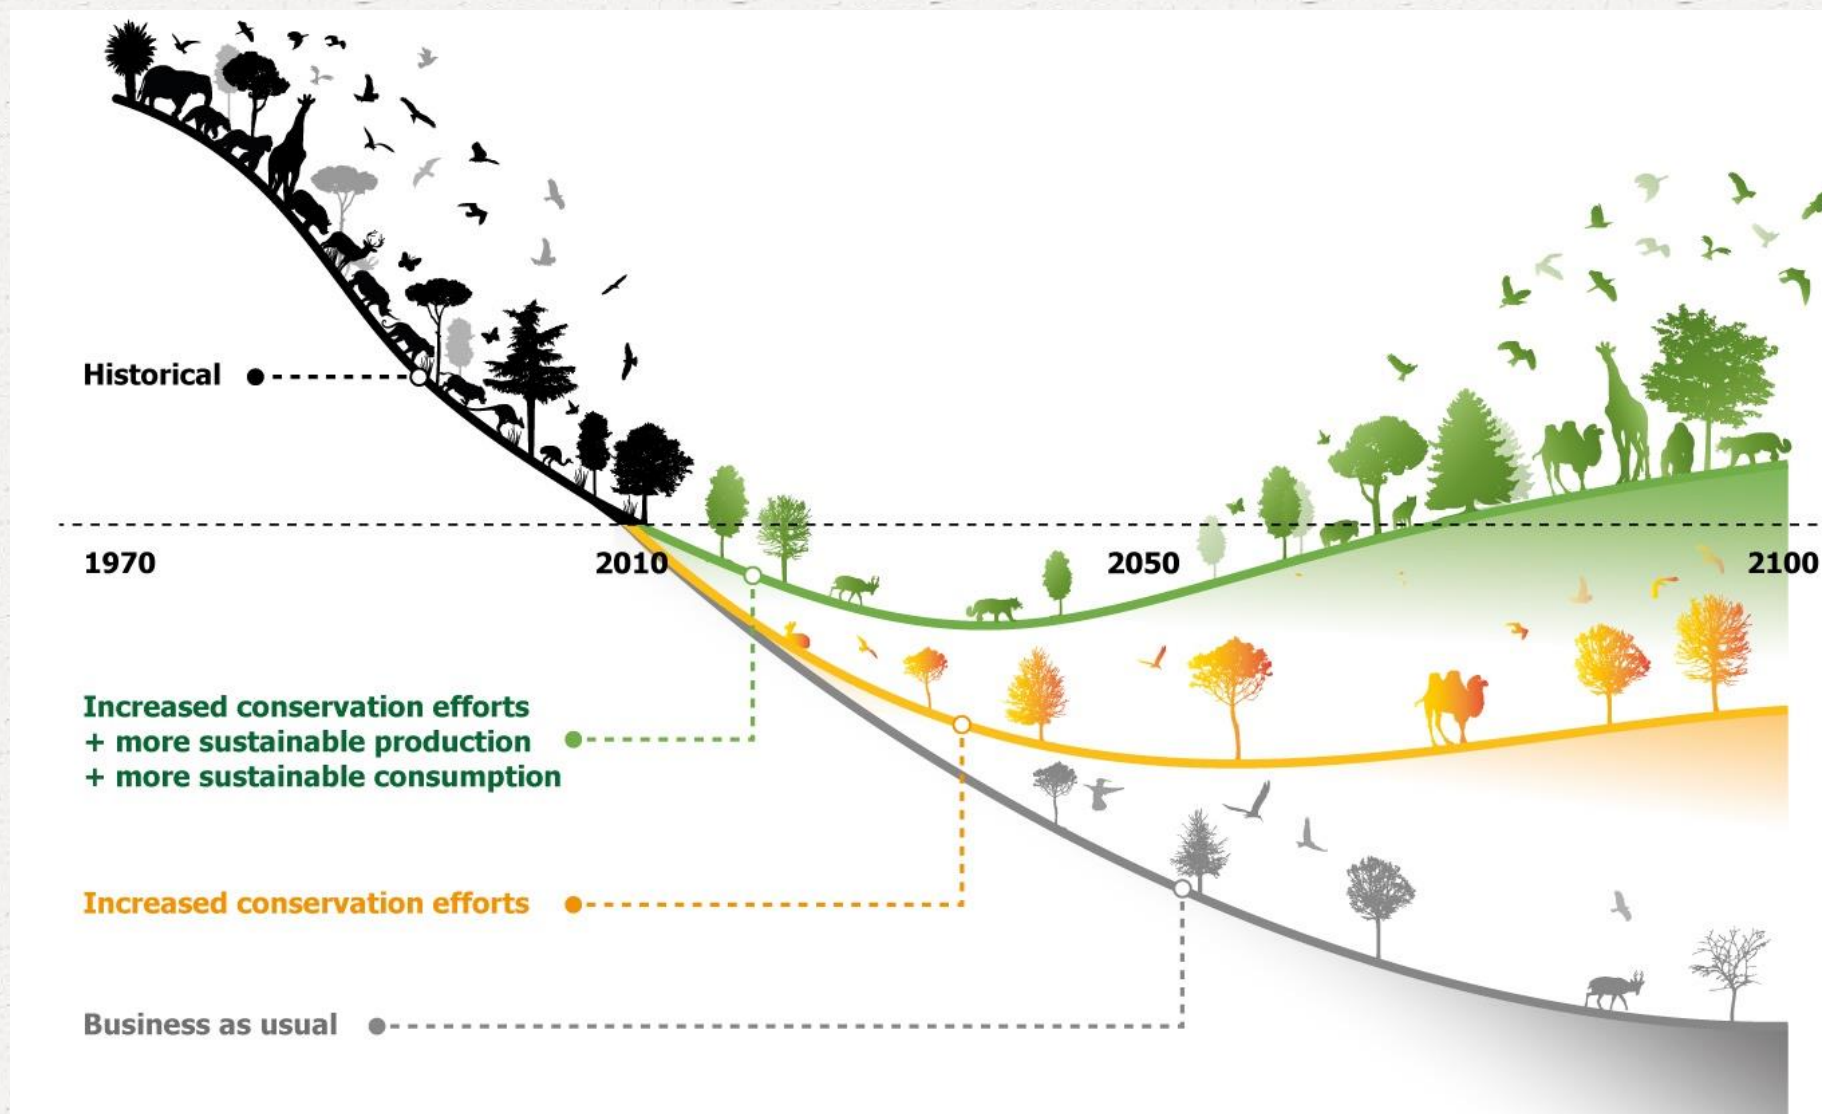 Historical
1970
2010
2050
2100
Increased conservation efforts
+ more sustainable production
+ more sustainable consumption
Increased conservation efforts
Business as usual